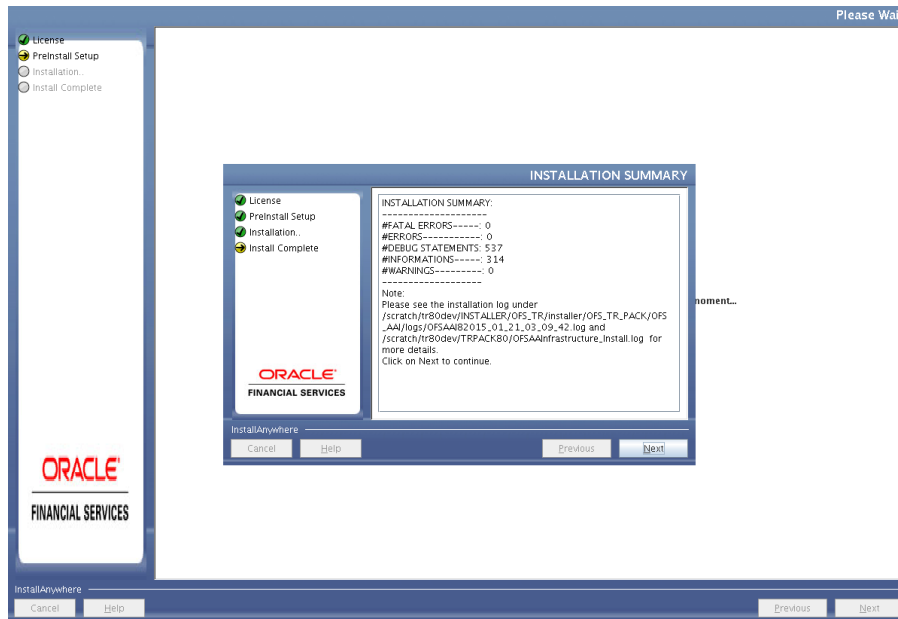 Please Wai
License
PreInstall Setup
Installation..
Install Complete
INSTALLATION SUMMARY
License
PreInstall Setup
Installation..
Install Complete
INSTALLATION SUMMARY:
--------------------
#FATAL ERRORS-----: 0
#ERRORS-----------: 0
#DEBUG STATEMENTS: 537
#INFORMATIONS-----: 314
#WARNINGS---------: 0
-------------------
Note:
Please see the installation log under
/scratch/tr80dev/INSTALLER/OFS_TR/installer/OFS_TR_PACK/OFS
_AAI/logs/OFSAAI82015_01_21_03_09_42.log and
/scratch/tr80dev/TRPACK80/OFSAAInfrastructure_Install.log for
more details.
Click on Next to continue.
noment...
ORACLE
FINANCIAL SERVICES
InstallAnywhere
Cancel
Help
Previous
Next
ORACLE
FINANCIAL SERVICES
InstallAnywhere
Cancel
Help
Previous
Next